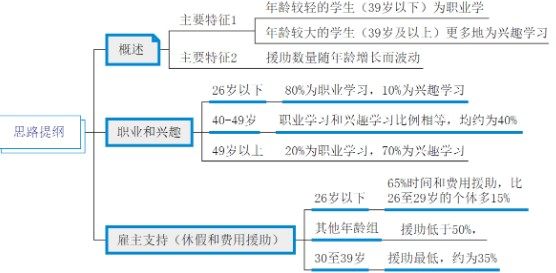 思路提纲
概述
主要特征1
年龄较轻的学生（39岁以下）为职业学
年龄较大的学生（39岁及以上）更多地为兴趣学习
主要特征2
援助数量随年龄增长而波动
职业和兴趣
26岁以下
80%为职业学习，10%为兴趣学习
40-49岁
职业学习和兴趣学习比例相等，均约为40%
49岁以上
20%为职业学习，70%为兴趣学习
雇主支持（休假和费用援助）
26岁以下
65%时间和费用援助，比
26至29岁的个体多15%
其他年龄组
援助低于50%，
30至39岁
援助最低，约为35%